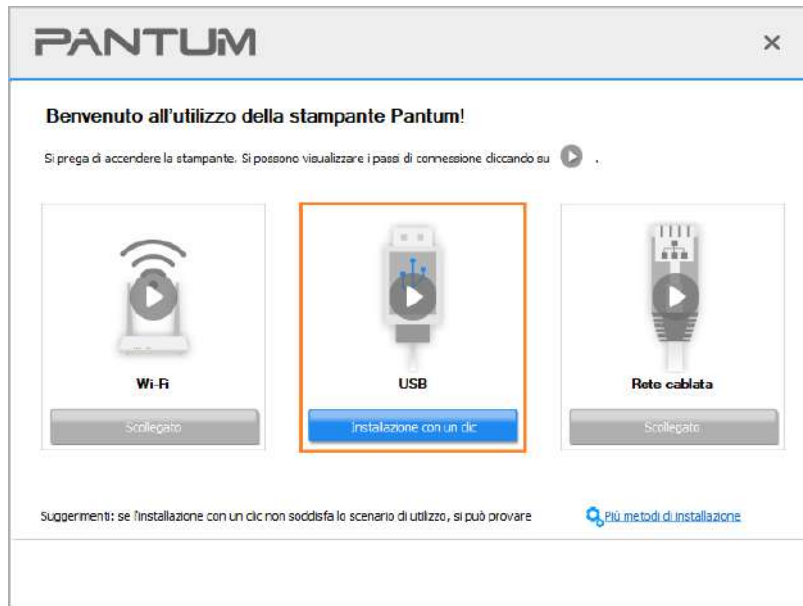 PANTUM
Benvenuto all'utilizzo della stampante Pantum!
Si prega di accendere la stampante. Si possono visualizzare i passi di connessione cliccando su .
Wi-Fi
USB
Rete cablata
Scollegato
Installazione con un clic
Scollegato
Suggerimenti: se l'installazione con un clic non soddisfa lo scenario di utilizzo, si può provare
Più metodi di installazione